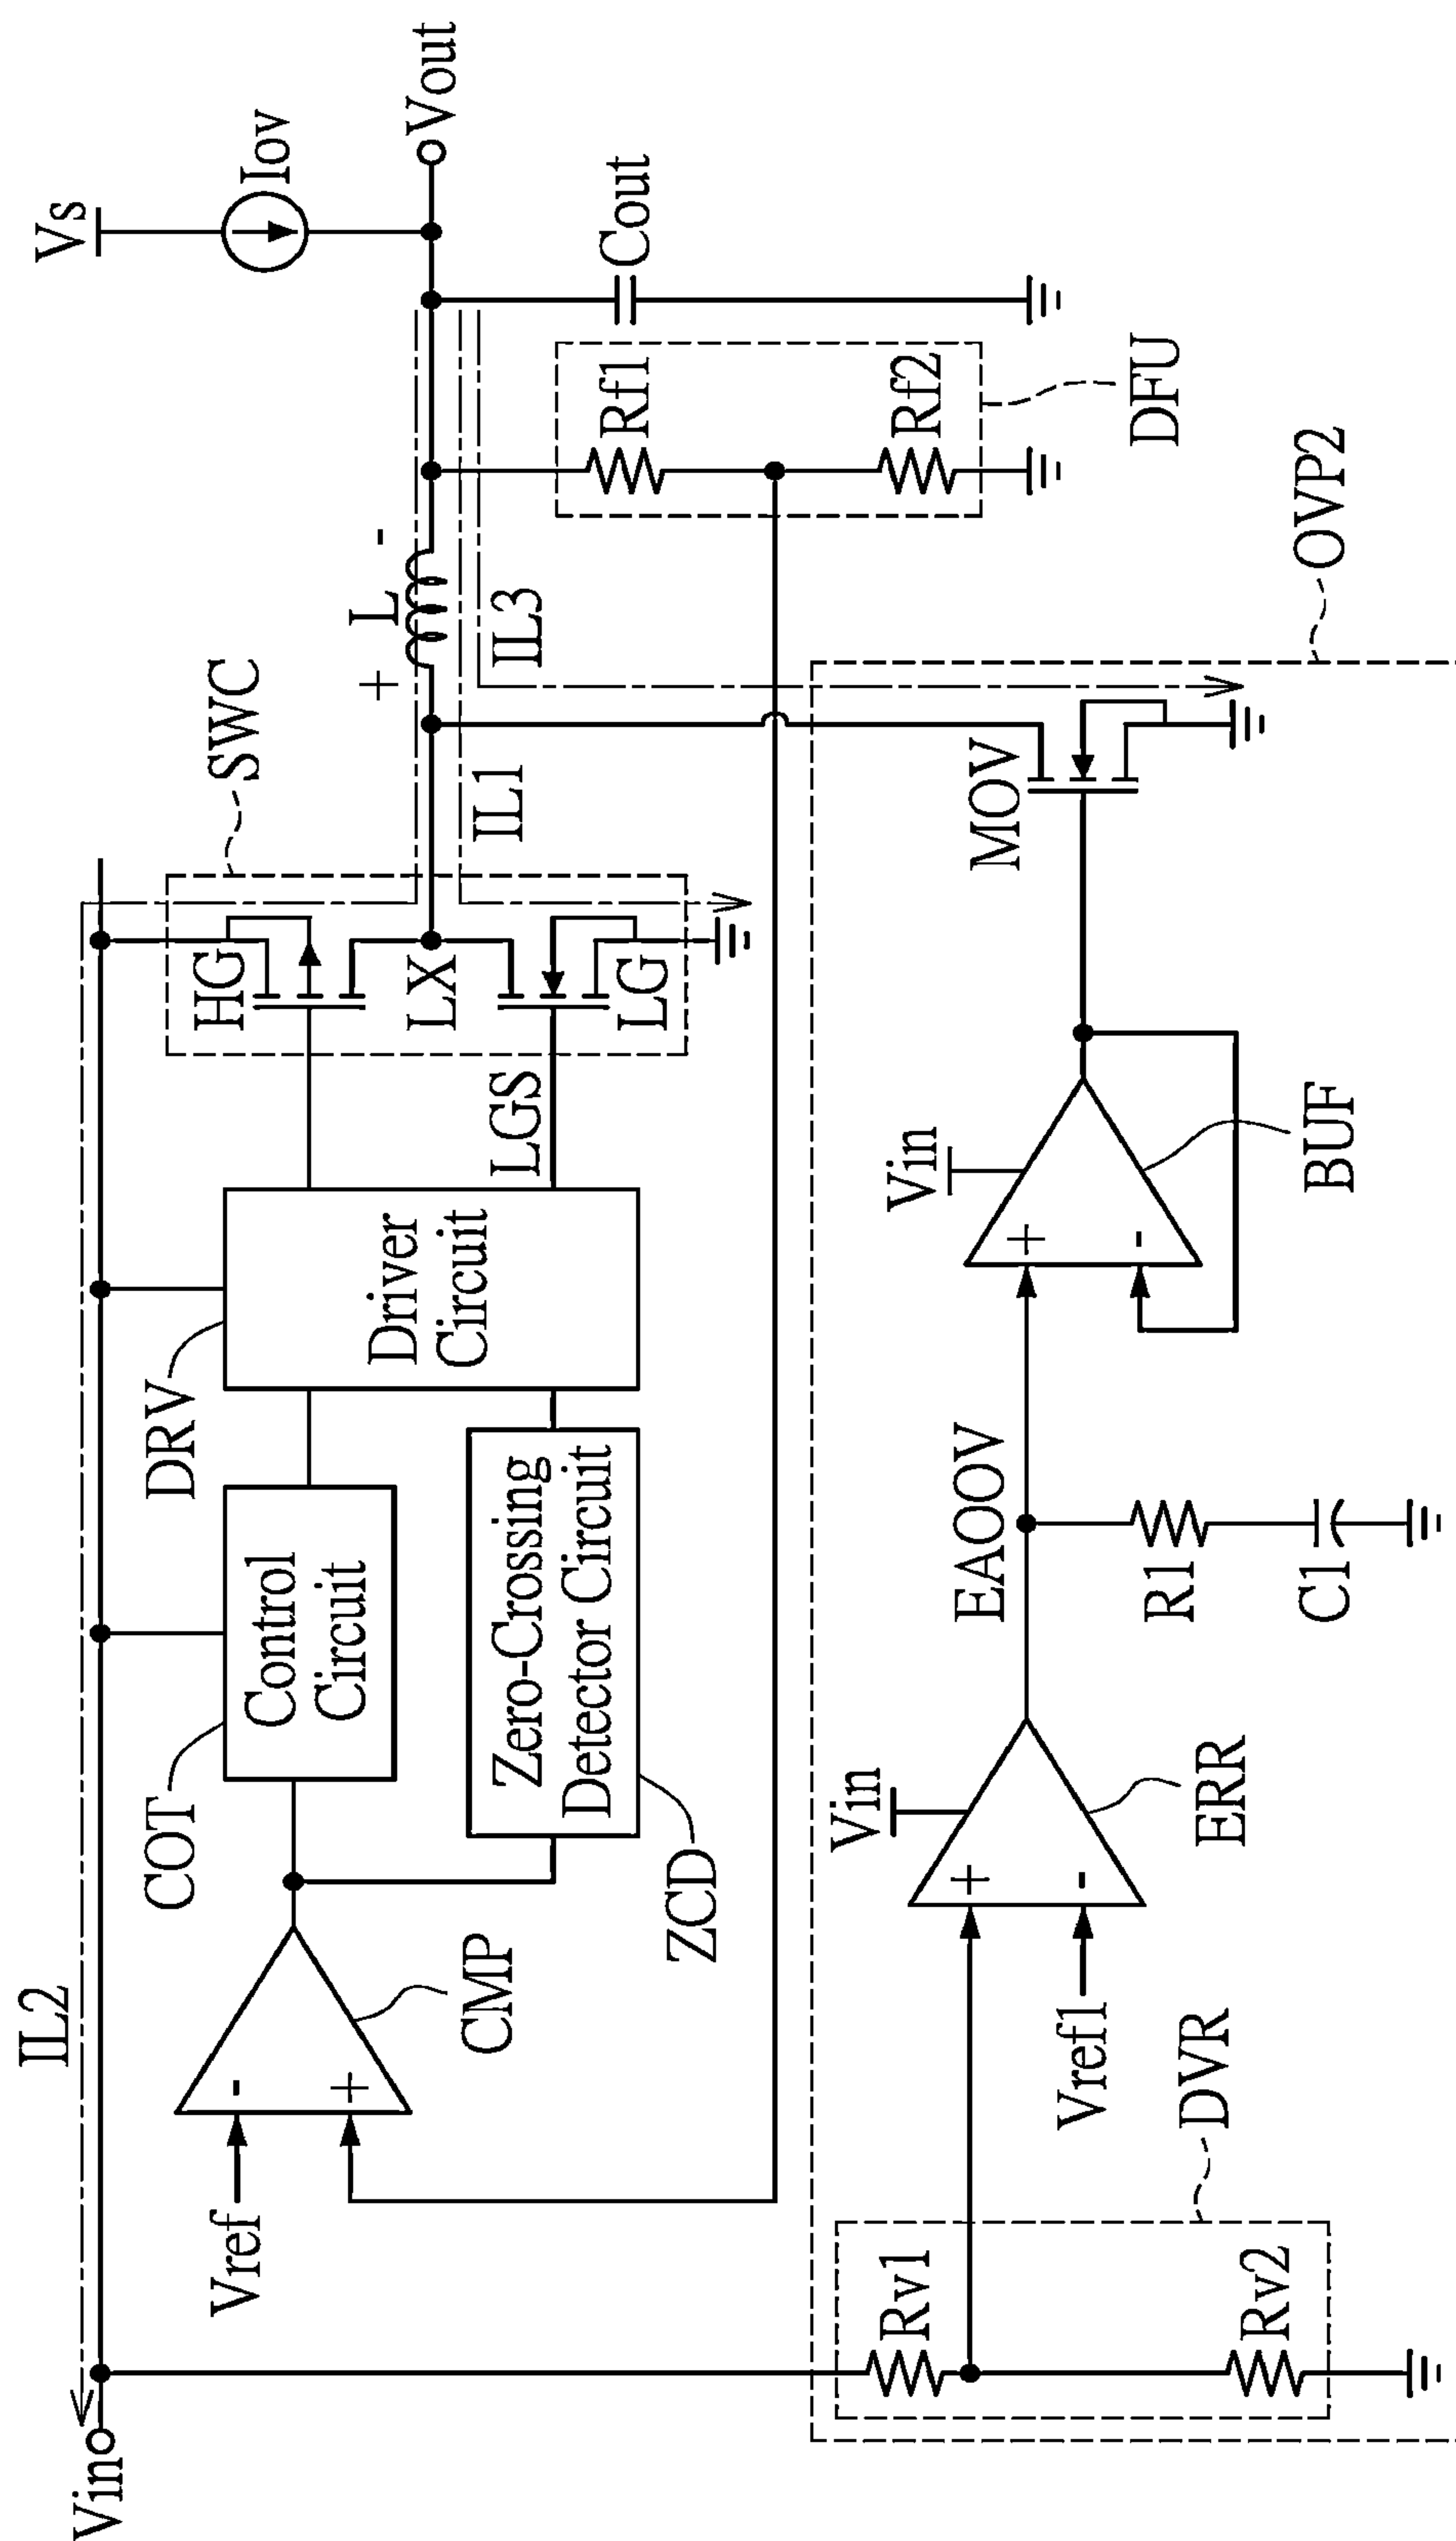 Vin
IL2
Vref
-
+
CMP
COT
Control
Circuit
ZCD
Zero-Crossing
Detector Circuit
DRV
Driver
Circuit
LGS
SWC
HG
LX
LG
IL1
+
L
-
IL3
Vs
Iov
Vout
Cout
Rf1
Rf2
DFU
OVP2
DVR
Rv1
Rv2
Vref1
+
-
Vin
ERR
EAOOV
R1
C1
Vin
+
-
BUF
MOV